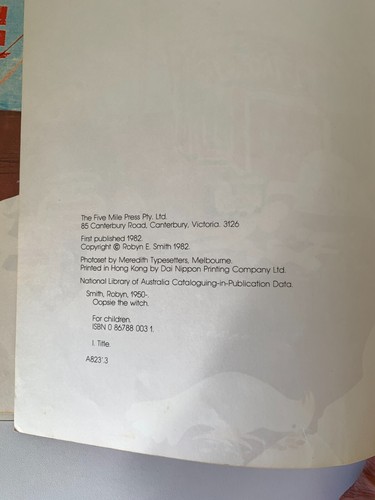 The Five Mile Press Pty. Ltd.
85 Canterbury Road, Canterbury, Victoria. 3126
First published 1982.
Copyright © Robyn E. Smith 1982.
Photoset by Meredith Typesetters, Melbourne.
Printed in Hong Kong by Dai Nippon Printing Company Ltd.
National Library of Australia Cataloguing-in-Publication Data.
Smith, Robyn, 1950-.
Oopsie the witch.
For children.
ISBN 0 86788 003 1.
I. Title.
A823'.3